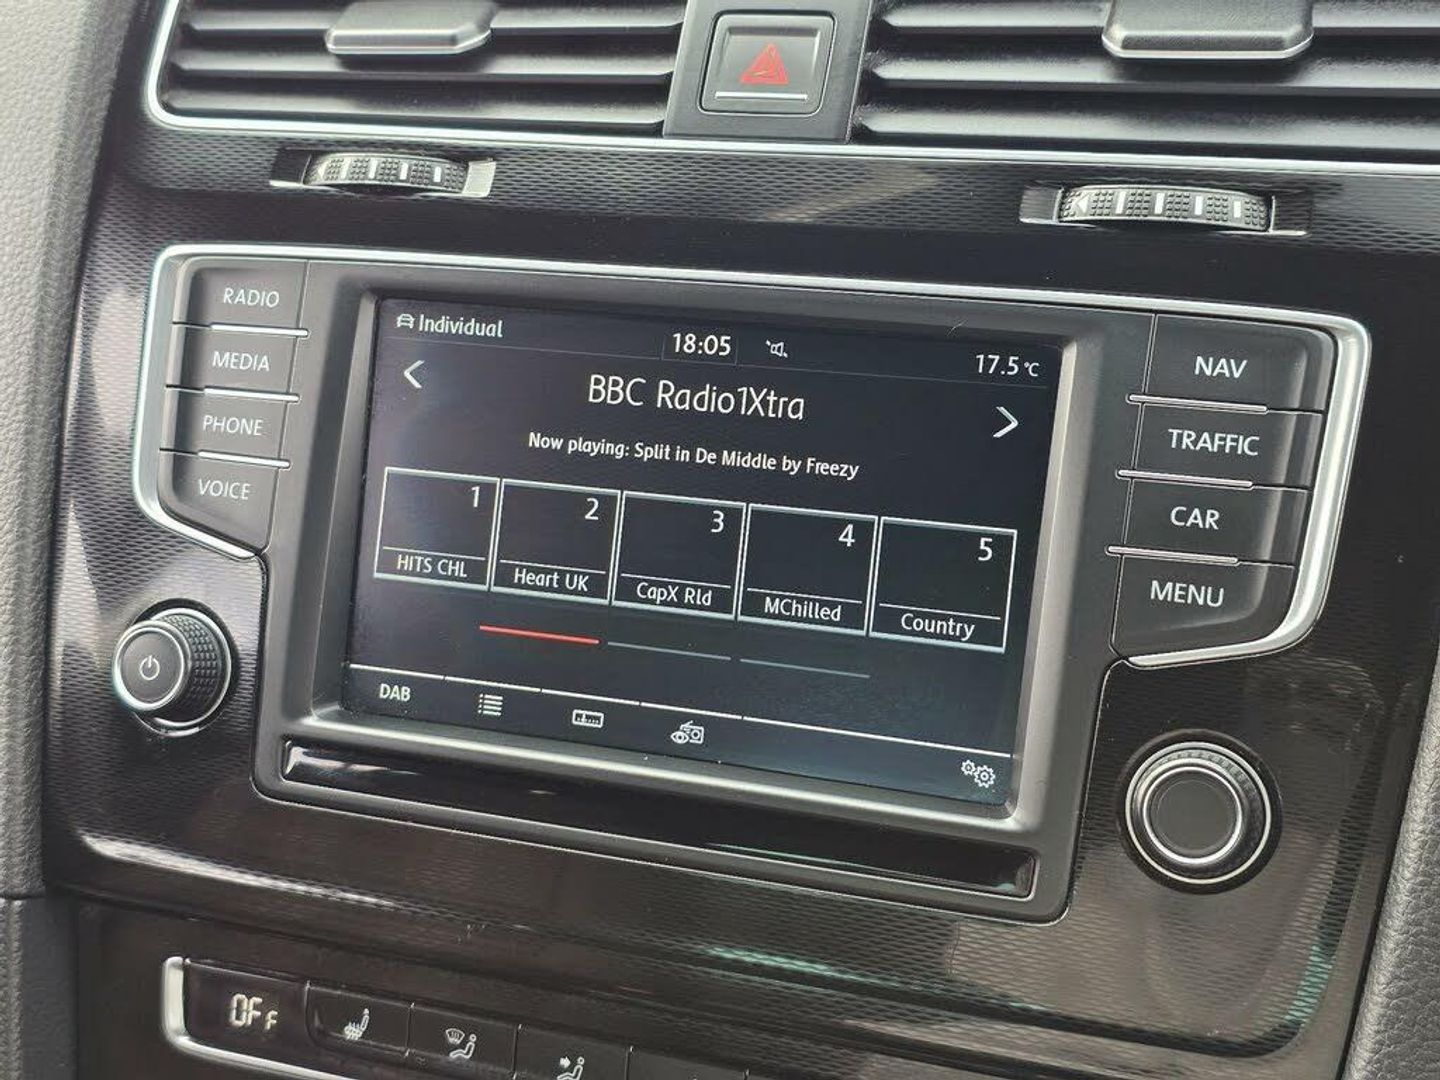 RADIO
MEDIA
PHONE
VOICE
Individual
18:05
17.5°C
BBC Radio1Xtra
Now playing: Split in De Middle by Freezy
1
2
3
4
5
HITS CHL
Heart UK
CapX Rld
MChilled
Country
DAB
NAV
TRAFFIC
CAR
MENU
OFF